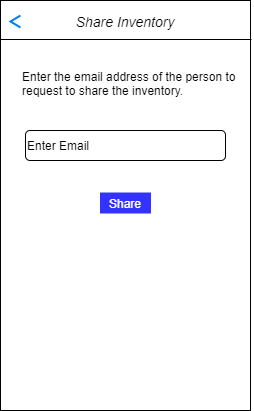 Share Inventory
Enter the email address of the person to
request to share the inventory.
Enter Email
Share